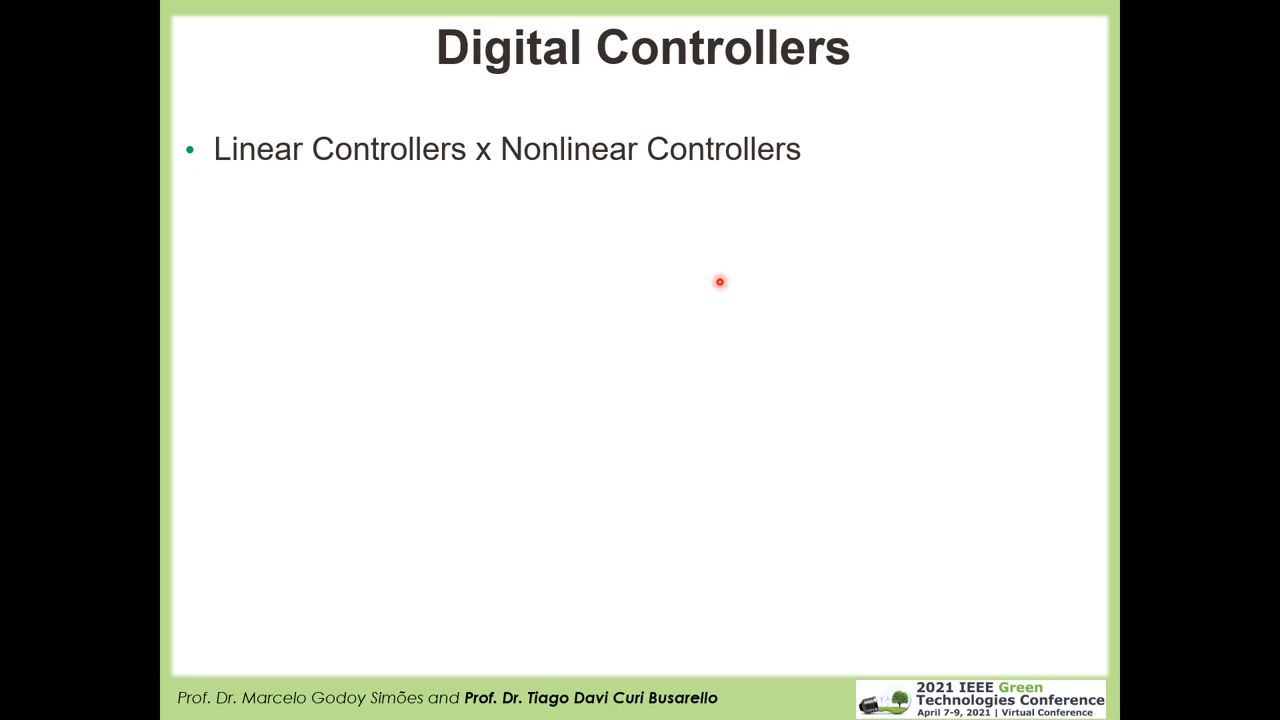 Digital Controllers
• Linear Controllers x Nonlinear Controllers
Prof. Dr. Marcelo Godoy Simões and Prof. Dr. Tiago Davi Curi Busarello
2021 IEEE Green
Technologies Conference
April 7-9, 2021 | Virtual Conference